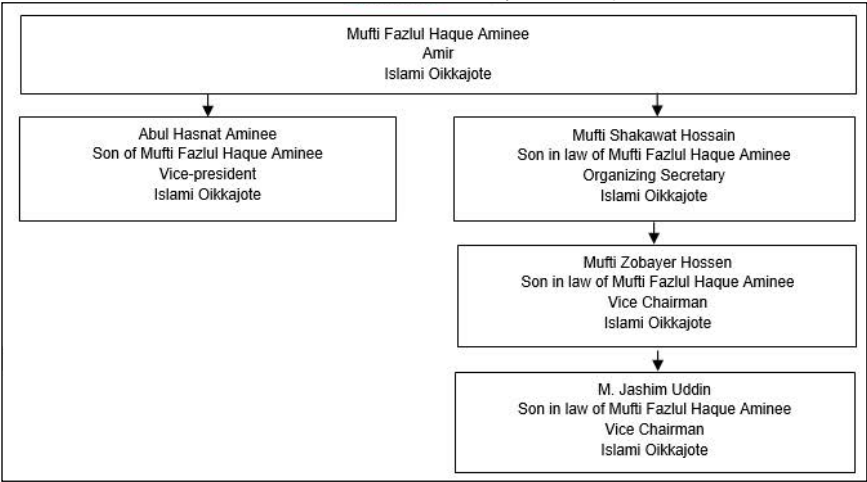 Mufti Fazlul Haque Aminee
Amir
Islami Oikkajote
Abul Hasnat Aminee
Son of Mufti Fazlul Haque Aminee
Vice-president
Islami Oikkajote
Mufti Shakawat Hossain
Son in law of Mufti Fazlul Haque Aminee
Organizing Secretary
Islami Oikkajote
Mufti Zobayer Hossen
Son in law of Mufti Fazlul Haque Aminee
Vice Chairman
Islami Oikkajote
M. Jashim Uddin
Son in law of Mufti Fazlul Haque Aminee
Vice Chairman
Islami Oikkajote